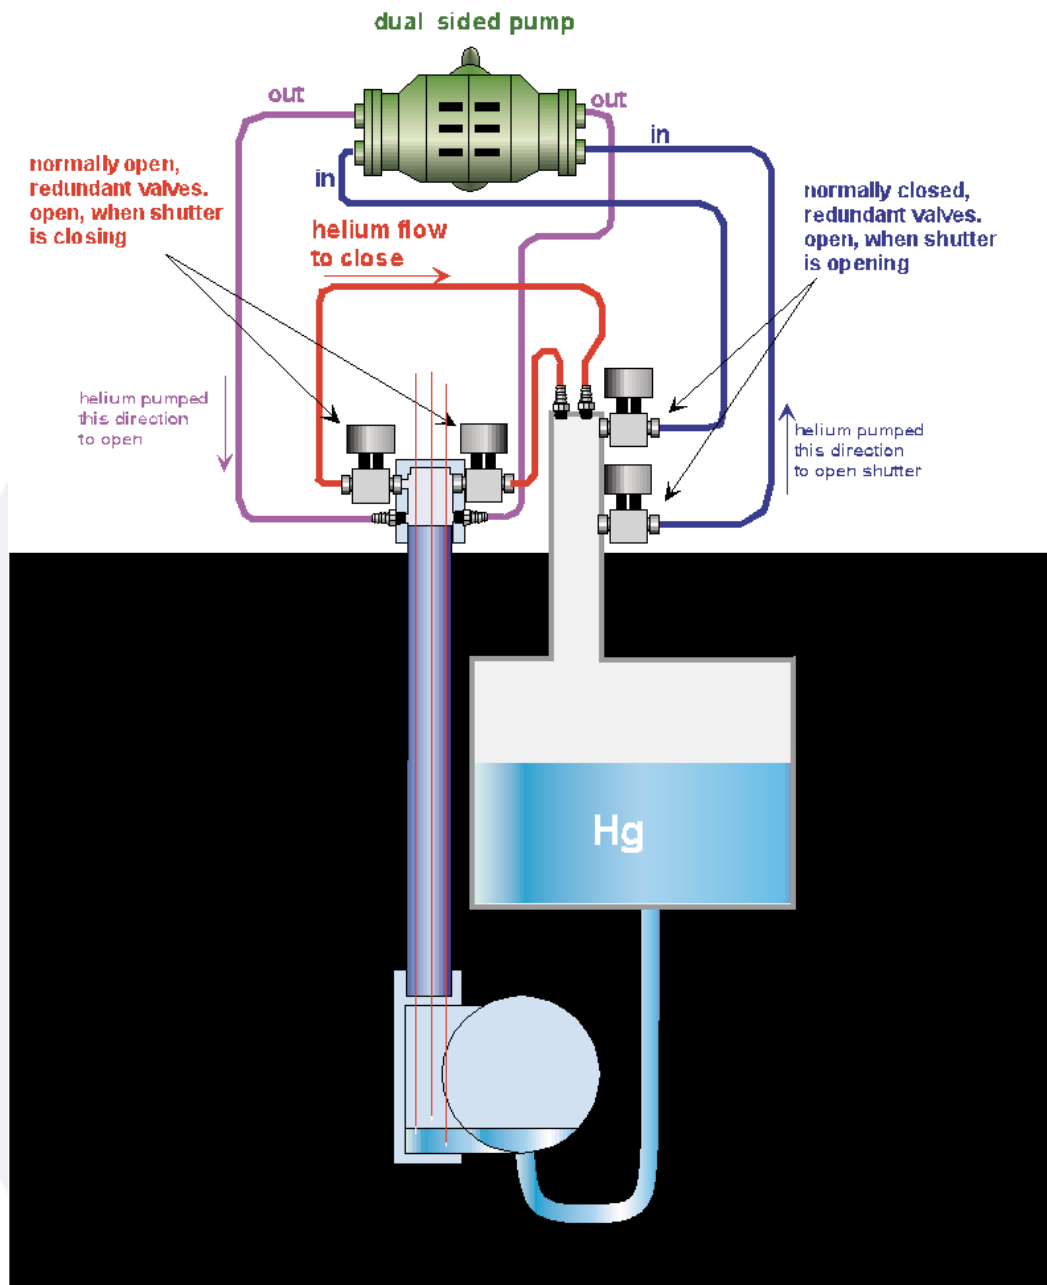 dual sided pump
out
out
in
in
normally open,
redundant valves.
open, when shutter
is closing
helium flow
to close
normally closed,
redundant valves.
open, when shutter
is opening
helium pumped
this direction
to open
helium pumped
this direction
to open shutter
Hg